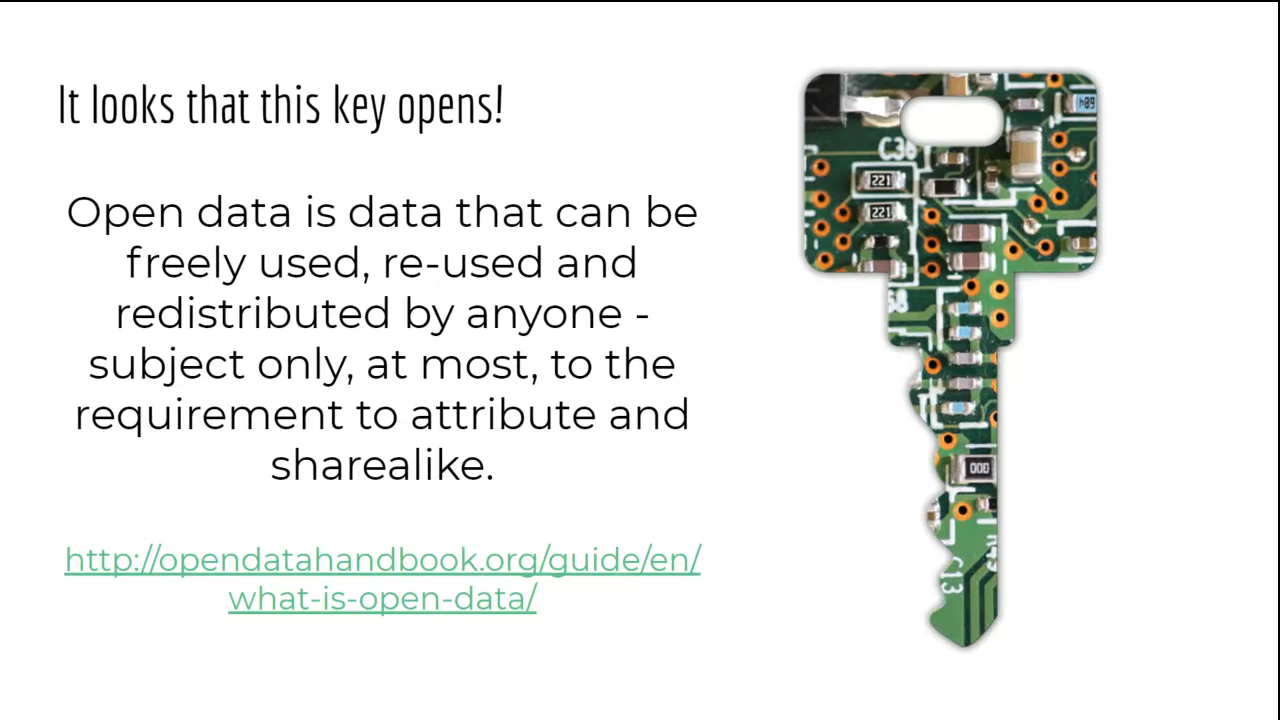 It looks that this key opens!
Open data is data that can be
freely used, re-used and
redistributed by anyone -
subject only, at most, to the
requirement to attribute and
sharealike.
http://opendatahandbook.org/guide/en/
what-is-open-data/
221
221
000
C13